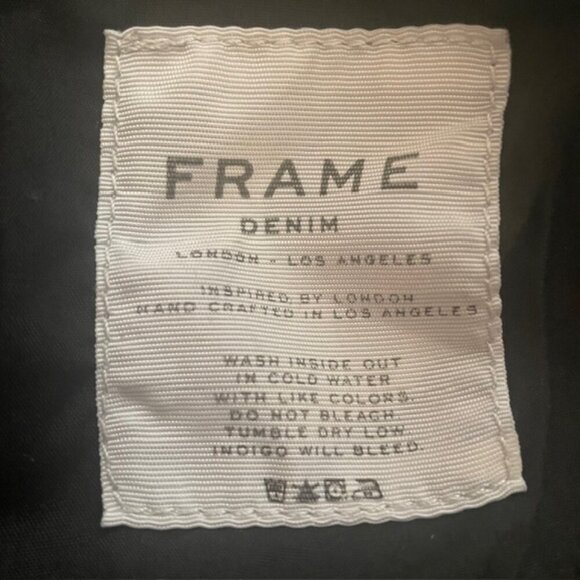 FRAME
DENIM
LONDON - LOS ANGELES
INSPIRED BY LONDON
HAND CRAFTED IN LOS ANGELES
WASH INSIDE OUT
IN COLD WATER
WITH LIKE COLORS.
DO NOT BLEACH.
TUMBLE DRY LOW.
INDIGO WILL BLEED.